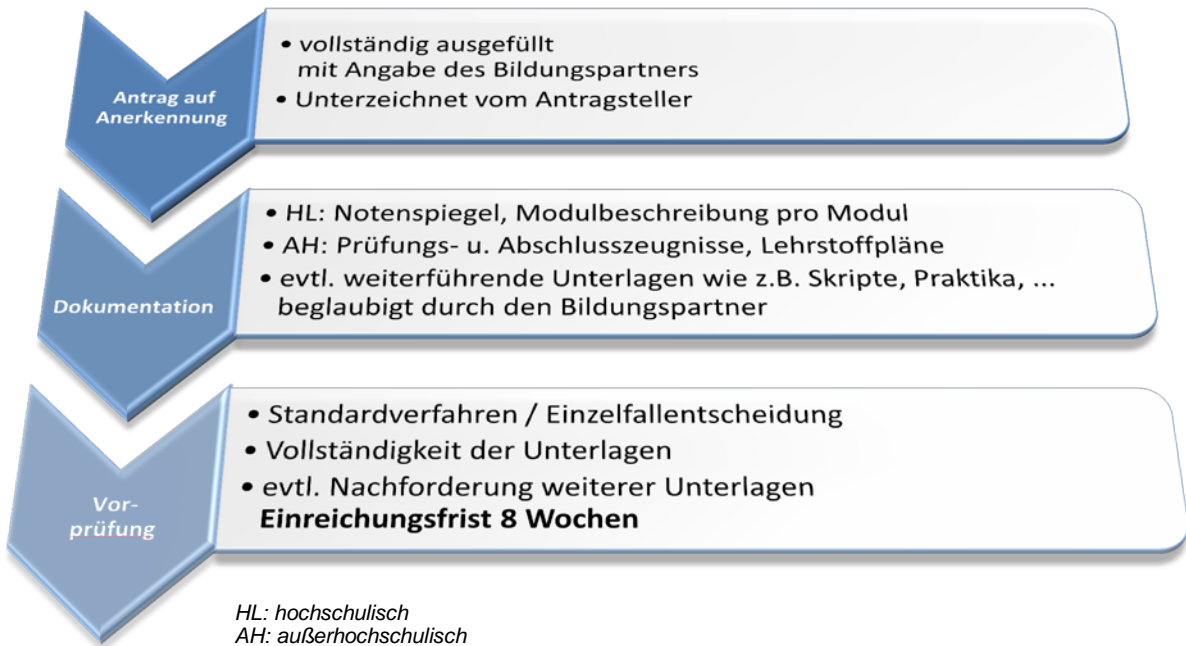 Antrag auf
Anerkennung
• vollständig ausgefüllt
mit Angabe des Bildungspartners
• Unterzeichnet vom Antragsteller
Dokumentation
• HL: Notenspiegel, Modulbeschreibung pro Modul
• AH: Prüfungs- u. Abschlusszeugnisse, Lehrstoffpläne
• evtl. weiterführende Unterlagen wie z.B. Skripte, Praktika, ...
beglaubigt durch den Bildungspartner
Vor-
prüfung
• Standardverfahren / Einzelfallentscheidung
• Vollständigkeit der Unterlagen
• evtl. Nachforderung weiterer Unterlagen
Einreichungsfrist 8 Wochen
HL: hochschulisch
AH: außerhochschulisch